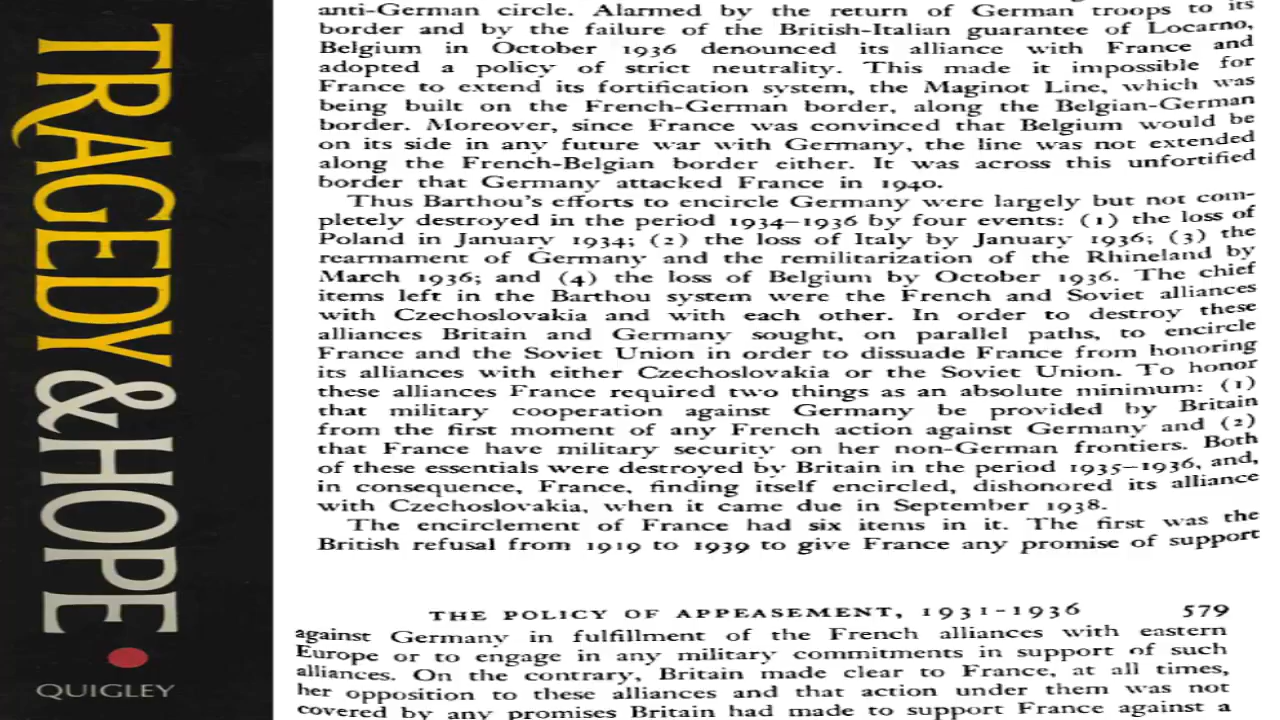 TRAGEDY & HOPE
QUIGLEY
anti-German circle. Alarmed by the return of German troops to its
border and by the failure of the British-Italian guarantee of Locarno,
Belgium in October 1936 denounced its alliance with France and
adopted a policy of strict neutrality. This made it impossible for
France to extend its fortification system, the Maginot Line, which was
being built on the French-German border, along the Belgian-German
border. Moreover, since France was convinced that Belgium would be
on its side in any future war with Germany, the line was not extended
along the French-Belgian border either. It was across this unfortified
border that Germany attacked France in 1940.
Thus Barthou's efforts to encircle Germany were largely but not com-
pletely destroyed in the period 1934–1936 by four events: (1) the loss of
Poland in January 1934; (2) the loss of Italy by January 1936; (3) the
rearmament of Germany and the remilitarization of the Rhineland by
March 1936; and (4) the loss of Belgium by October 1936. The chief
items left in the Barthou system were the French and Soviet alliances
with Czechoslovakia and with each other. In order to destroy these
alliances Britain and Germany sought, on parallel paths, to encircle
France and the Soviet Union in order to dissuade France from honoring
its alliances with either Czechoslovakia or the Soviet Union. To honor
these alliances France required two things as an absolute minimum: (1)
that military cooperation against Germany be provided by Britain
from the first moment of any French action against Germany and (2)
that France have military security on her non-German frontiers. Both
of these essentials were destroyed by Britain in the period 1935–1936, and,
in consequence, France, finding itself encircled, dishonored its alliance
with Czechoslovakia, when it came due in September 1938.
The encirclement of France had six items in it. The first was the
British refusal from 1919 to 1939 to give France any promise of support
THE POLICY OF APPEASEMENT, 1931-1936 579
against Germany in fulfillment of the French alliances with eastern
Europe or to engage in any military commitments in support of such
alliances. On the contrary, Britain made clear to France, at all times,
her opposition to these alliances and that action under them was not
covered by any promises Britain had made to support France against a